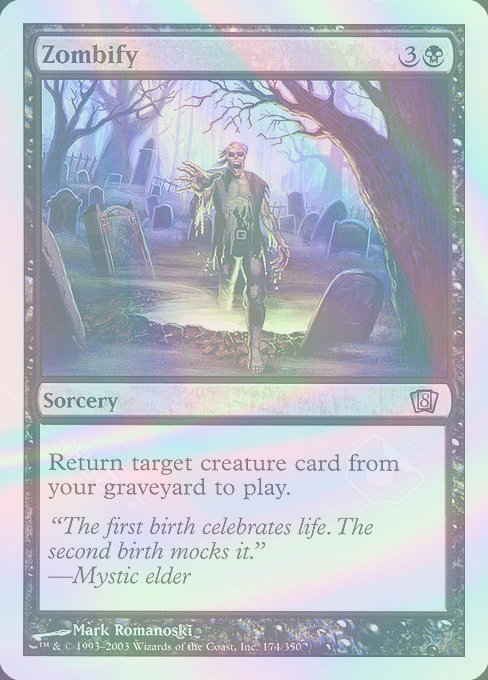 Zombify 3
Sorcery 8
Return target creature card from
your graveyard to play.
“The first birth celebrates life. The
second birth mocks it.”
—Mystic elder
Mark Romanoski
™ & © 1993–2003 Wizards of the Coast, Inc. 174/350